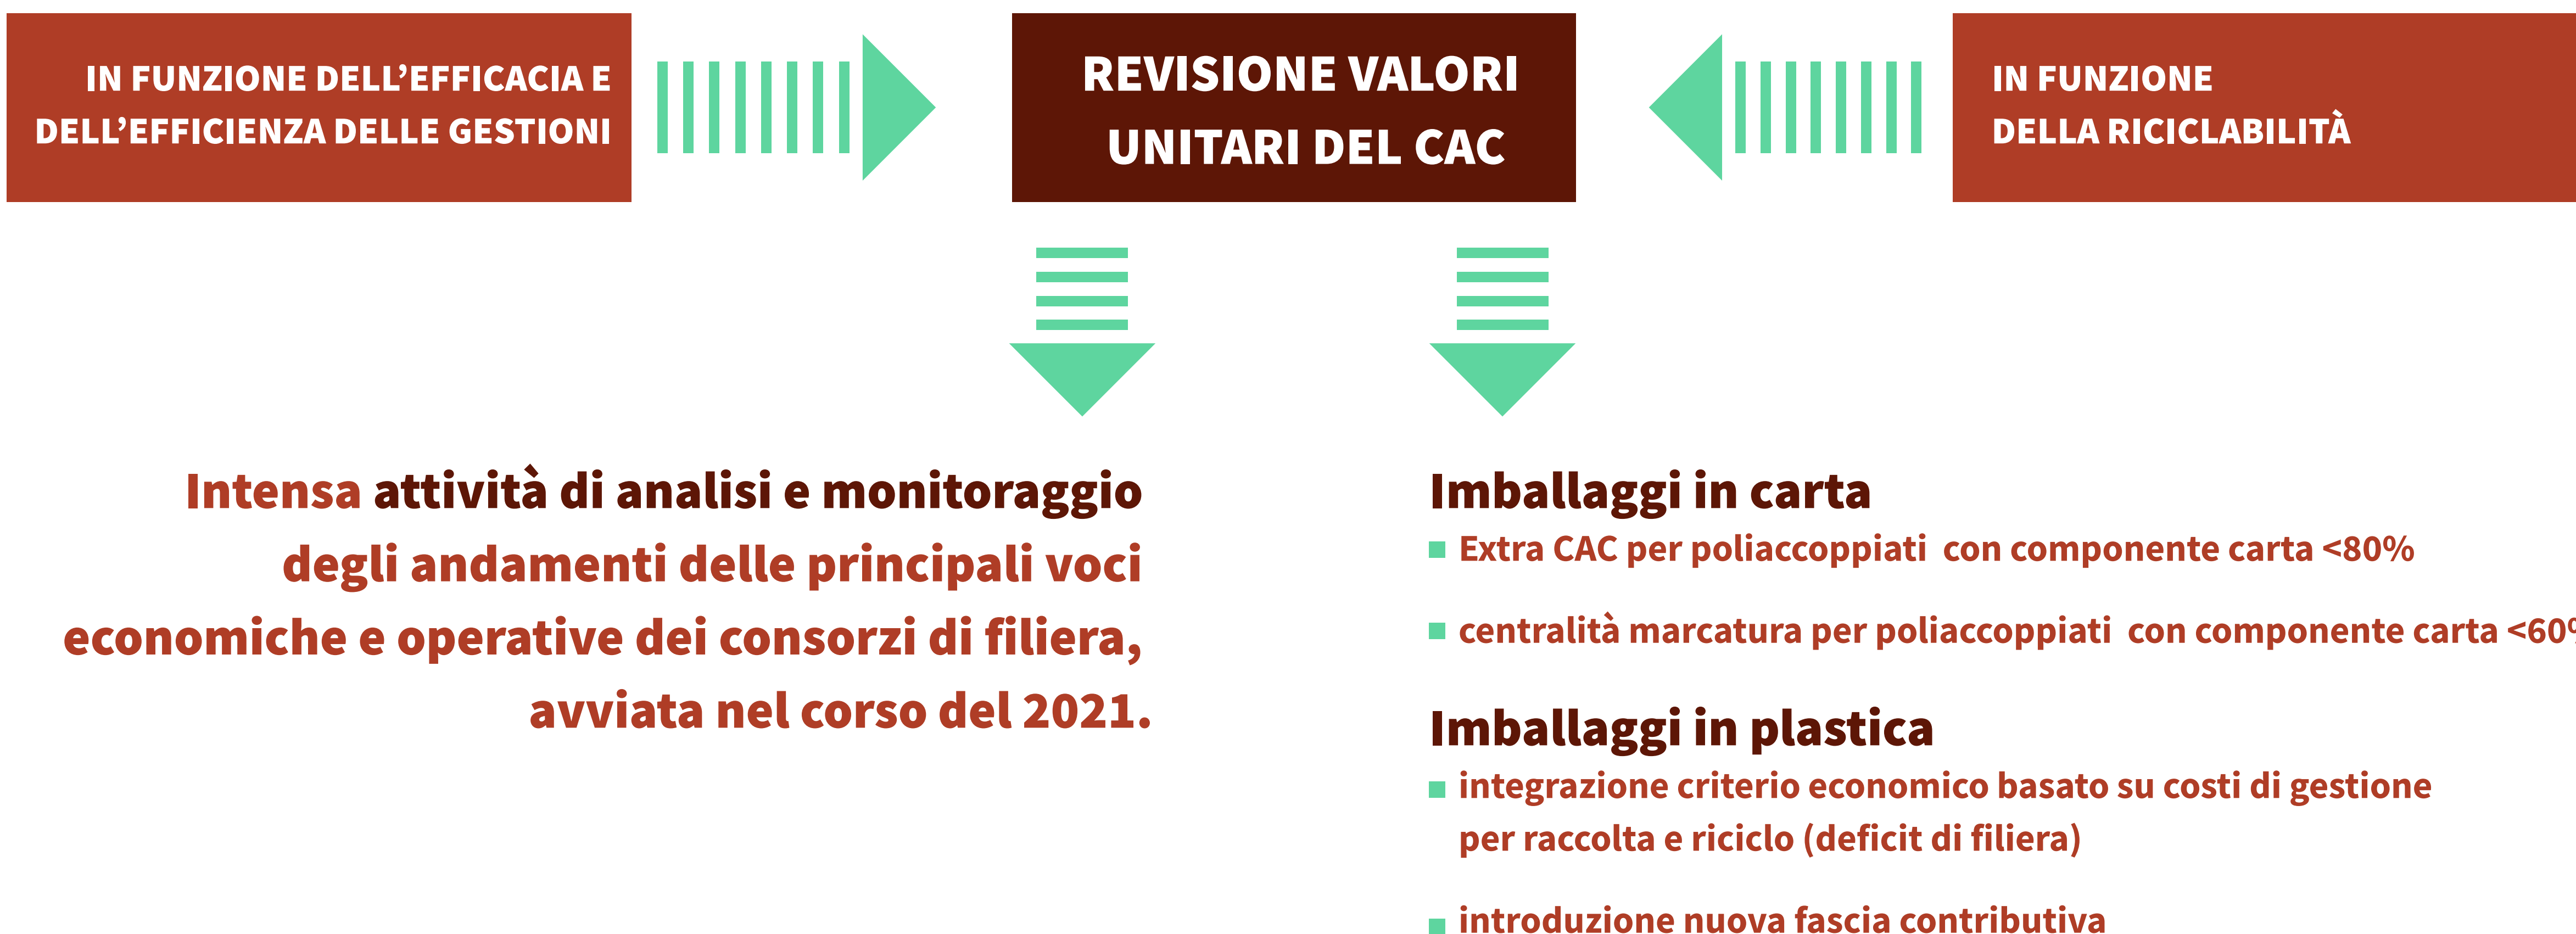 IN FUNZIONE DELL’EFFICACIA E
DELL’EFFICIENZA DELLE GESTIONI
REVISIONE VALORI
UNITARI DEL CAC
IN FUNZIONE
DELLA RICICLABILITÀ
Intensa attività di analisi e monitoraggio
degli andamenti delle principali voci
economiche e operative dei consorzi di filiera,
avviata nel corso del 2021.
Imballaggi in carta
Extra CAC per poliaccoppiati con componente carta <80%
centralità marcatura per poliaccoppiati con componente carta <60%
Imballaggi in plastica
integrazione criterio economico basato su costi di gestione
per raccolta e riciclo (deficit di filiera)
introduzione nuova fascia contributiva